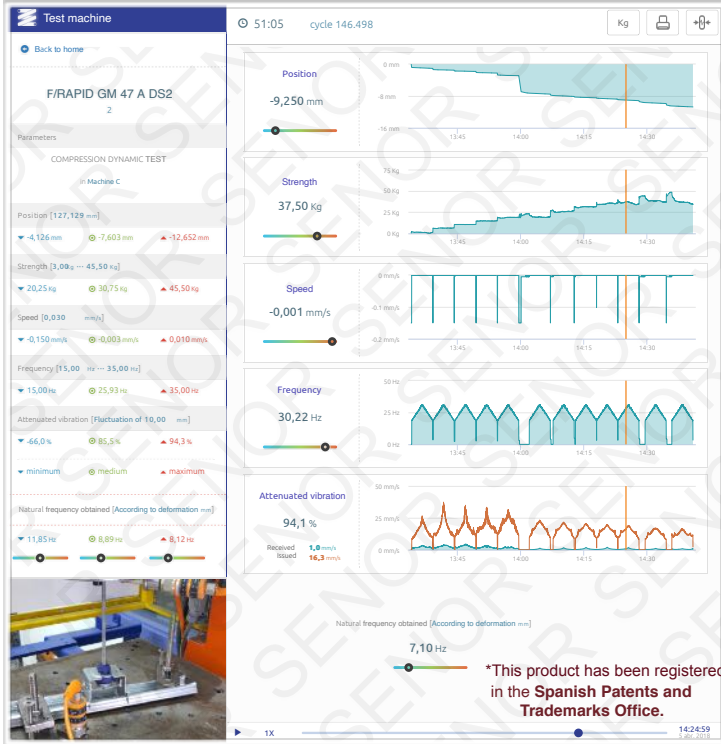 Test machine
51:05 cycle 146.498 Kg
Back to home
F/RAPID GM 47 A DS2
2
Parameters
COMPRESSION DYNAMIC TEST
in Machine C
Position [127,129 mm]
-4,126 mm -7,603 mm -12,652 mm
Strength [3,00 Kg --- 45,50 Kg]
20,25 Kg 30,75 Kg 45,50 Kg
Speed [0,030 mm/s]
-0,150 mm/s -0,003 mm/s 0,010 mm/s
Frequency [15,00 Hz --- 35,00 Hz]
15,00 Hz 25,93 Hz 35,00 Hz
Attenuated vibration [Fluctuation of 10,00 mm]
-66,0 % 85,5 % 94,3 %
minimum medium maximum
Natural frequency obtained [According to deformation mm]
11,85 Hz 8,89 Hz 8,12 Hz
Position
-9,250 mm
0 mm
-8 mm
-16 mm
13:45 14:00 14:15 14:30
Strength
37,50 Kg
75 Kg
50 Kg
25 Kg
0 Kg
13:45 14:00 14:15 14:30
Speed
-0,001 mm/s
0 mm/s
-0.1 mm/s
-0.2 mm/s
13:45 14:00 14:15 14:30
Frequency
30,22 Hz
50 Hz
25 Hz
0 Hz
13:45 14:00 14:15 14:30
Attenuated vibration
94,1 %
Received 1,0 mm/s
issued 16,3 mm/s
50 mm/s
25 mm/s
0 mm/s
13:45 14:00 14:15 14:30
Natural frequency obtained [According to deformation mm]
7,10 Hz
*This product has been registered
in the Spanish Patents and
Trademarks Office.
1X 14:24:59
5 abr. 2018
SENOR